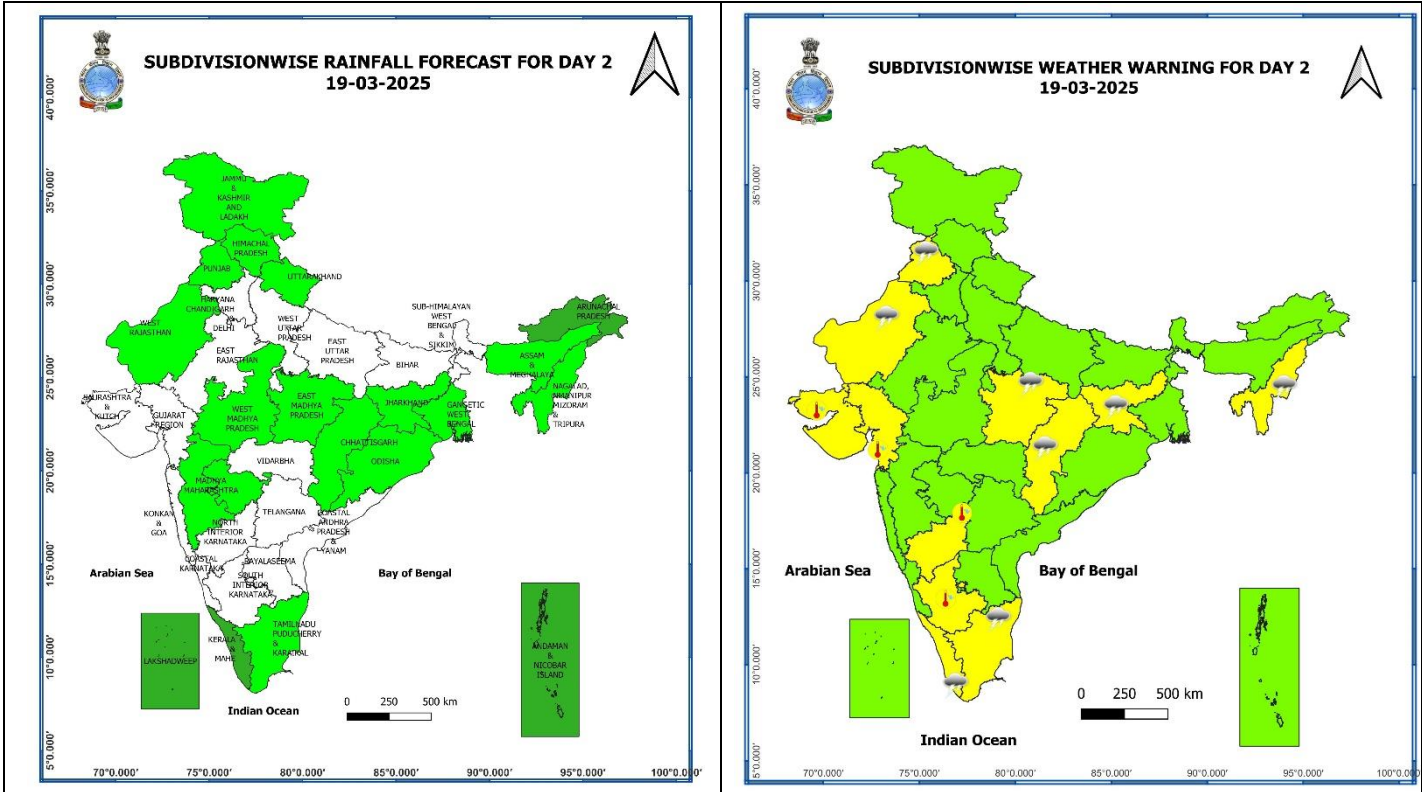 SUBDIVISIONWISE RAINFALL FORECAST FOR DAY 2
19-03-2025
40°0.000'
35°0.000'
30°0.000'
25°0.000'
20°0.000'
15°0.000'
10°0.000'
5°0.000'
JAMMU
&
KASHMIR
AND
LADAKH
HIMACHAL
PRADESH
PUNJAB
UTTARAKHAND
HARYANA
CHANDIGARH
&
DELHI
WEST
RAJASTHAN
WEST
UTTAR
PRADESH
EAST
UTTAR
PRADESH
EAST
RAJASTHAN
SUB-HIMALAYAN
WEST
BENGAL
&
SIKKIM
ARUNACHAL
PRADESH
BIHAR
ASSAM
&
MEGHALAYA
NAGALAD,
MIZORAM
&
TRIPURA
SAURASHTRA
&
KUTCH
GUJARAT
REGION
WEST
MADHYA
PRADESH
EAST
MADHYA
PRADESH
JHARKHAND
GANGETIC
WEST
BENGAL
CHHATTISGARH
ODISHA
VIDARBHA
MADHYA
MAHARASHTRA
KONKAN
&
GOA
TELANGANA
NORTH
INTERIOR
KARNATAKA
COASTAL
ANDHRA
PRADESH
&
YANAM
COASTAL
KARNATAKA
RAYALASEEMA
SOUTH
INTERIOR
KARNATAKA
Arabian Sea
Bay of Bengal
TAMILNADU
PUDUCHERRY
&
KARAIKAL
KERALA
&
MAHE
LAKSHADWEEP
ANDAMAN
&
NICOBAR
ISLAND
Indian Ocean
0 250 500 km
70°0.000' 75°0.000' 80°0.000' 85°0.000' 90°0.000' 95°0.000' 100°0.000'
SUBDIVISIONWISE WEATHER WARNING FOR DAY 2
19-03-2025
40°0.000'
35°0.000'
30°0.000'
25°0.000'
20°0.000'
15°0.000'
10°0.000'
5°0.000'
Arabian Sea
Bay of Bengal
Indian Ocean
0 250 500 km
70°0.000' 75°0.000' 80°0.000' 85°0.000' 90°0.000' 95°0.000' 100°0.000'